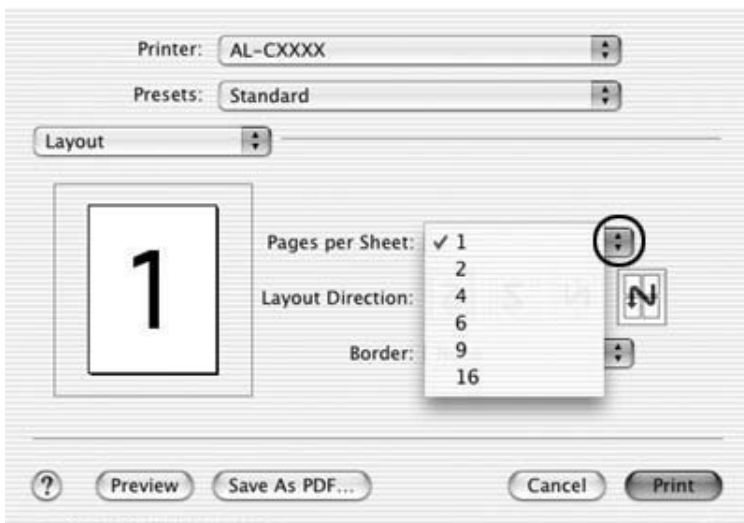 Printer: AL-CXXXX
Presets: Standard
Layout
1
Pages per Sheet: ✓ 1
2
Layout Direction: 4
6
Border: 9
16
? Preview Save As PDF... Cancel Print